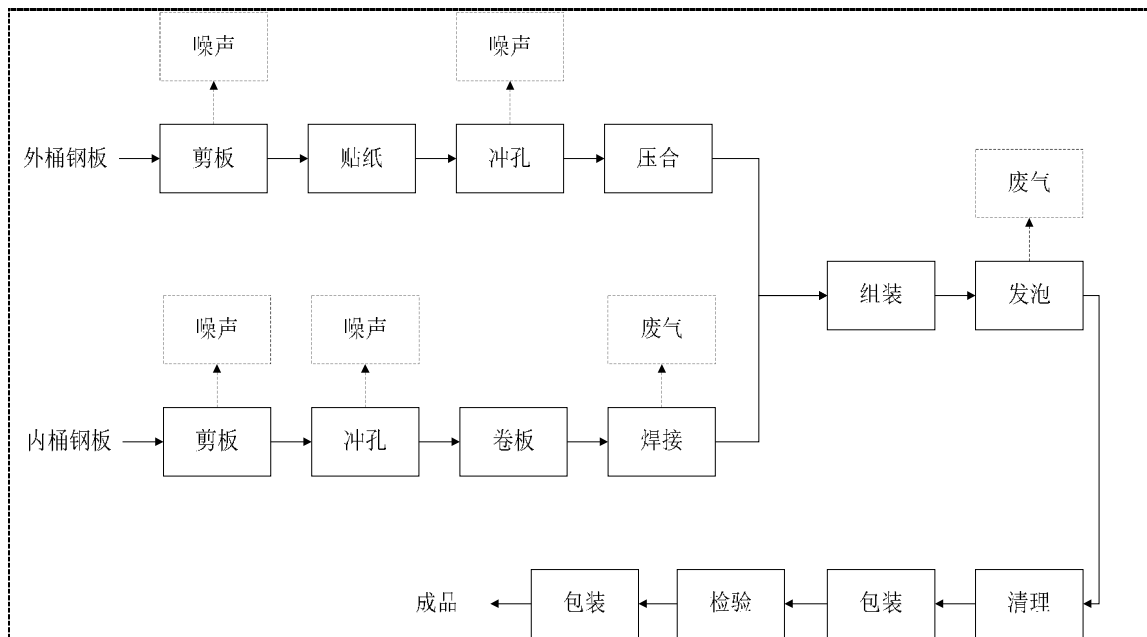 噪声
噪声
外桶钢板
剪板
贴纸
冲孔
压合
废气
组装
发泡
噪声
噪声
废气
内桶钢板
剪板
冲孔
卷板
焊接
成品
包装
检验
包装
清理